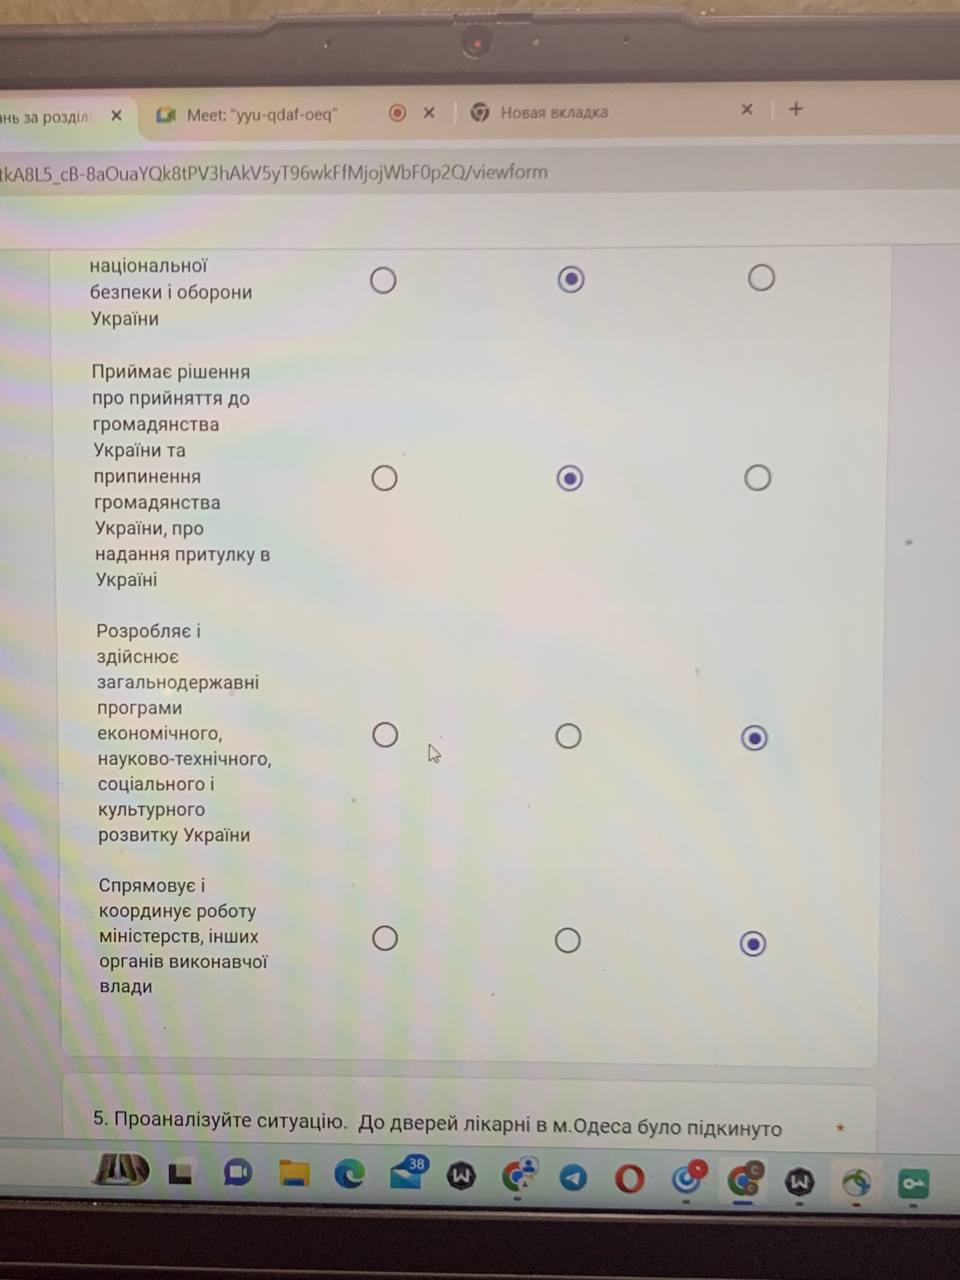 ань за розділ
Meet: "yyu-qdaf-oeq"
Новая вкладка
tkA8L5_cB-8aOuaYQk8tPV3hAkV5yT96wkFfMjojWbF0p2Q/viewform
національної
безпеки і оборони
України
Приймає рішення
про прийняття до
громадянства
України та
припинення
громадянства
України, про
надання притулку в
Україні
Розробляє і
здійснює
загальнодержавні
програми
економічного,
науково-технічного,
соціального і
культурного
розвитку України
Спрямовує і
координує роботу
міністерств, інших
органів виконавчої
влади
5. Проаналізуйте ситуацію. До дверей лікарні в м.Одеса було підкинуто *
38